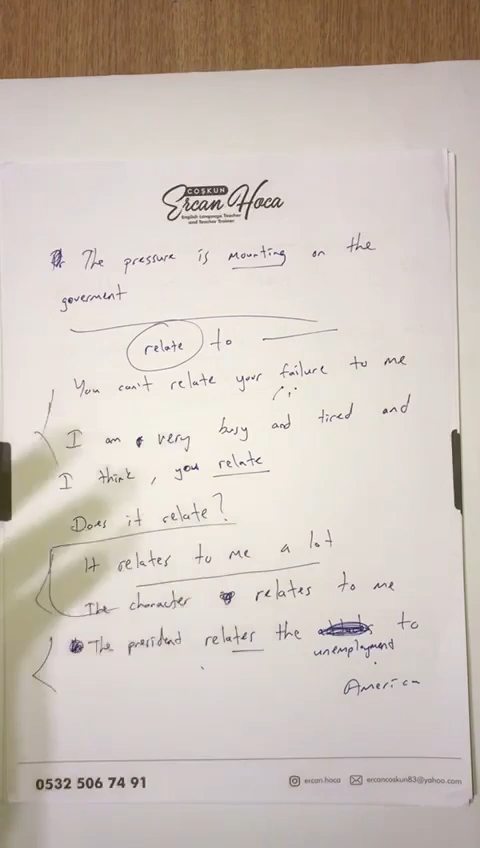 COŞKUN
Ercan Hoca
English Language Teacher
and Teacher Trainer
The pressure is mounting on the
goverment
relate to
You can't relate your failure to me
I am very busy and tired and
I think, you relate
Does it relate?
It relates to me a lot
The character relates to me
The president relates the to
unemployment
America
0532 506 74 91
ercan.hoca
ercancoskun83@yahoo.com